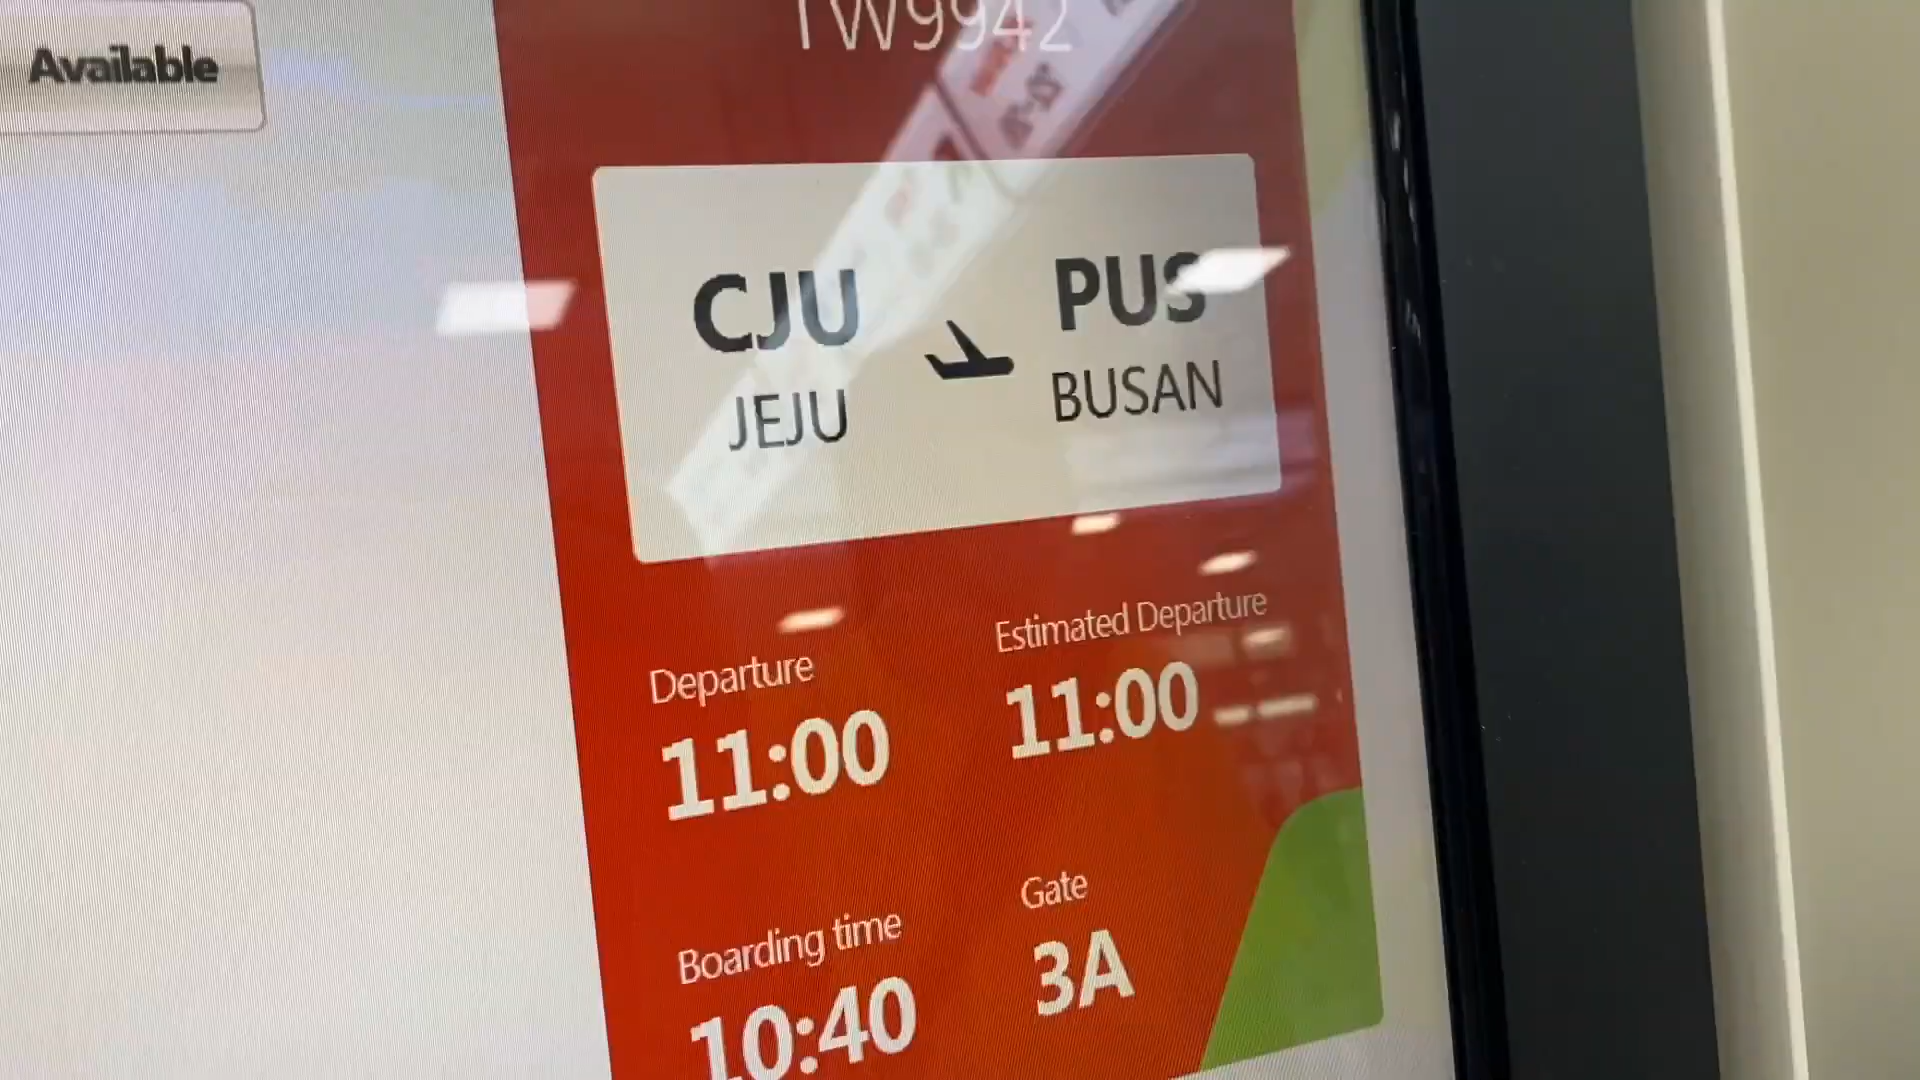 Available
TW9942
CJU PUS
JEJU BUSAN
Departure Estimated Departure
11:00 11:00
Boarding time Gate
10:40 3A